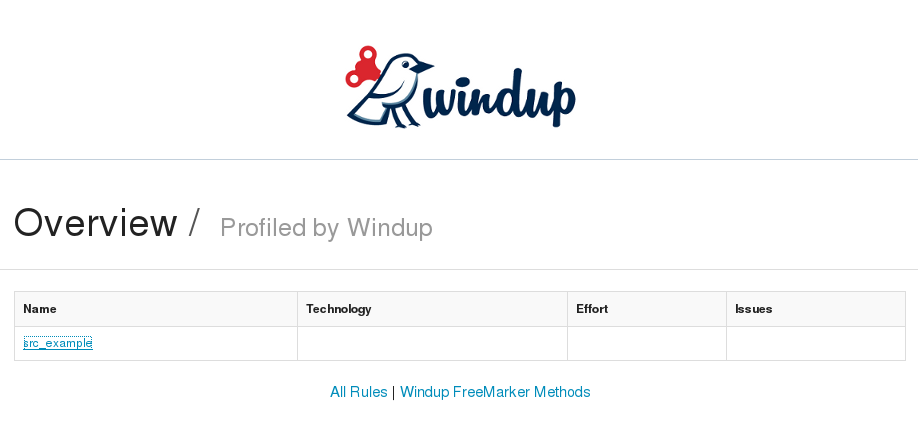 windup
Overview / Profiled by Windup
Name Technology Effort Issues
src_example
All Rules | Windup FreeMarker Methods